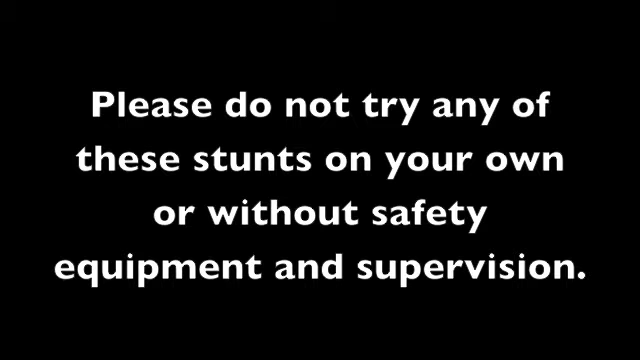 Please do not try any of
these stunts on your own
or without safety
equipment and supervision.